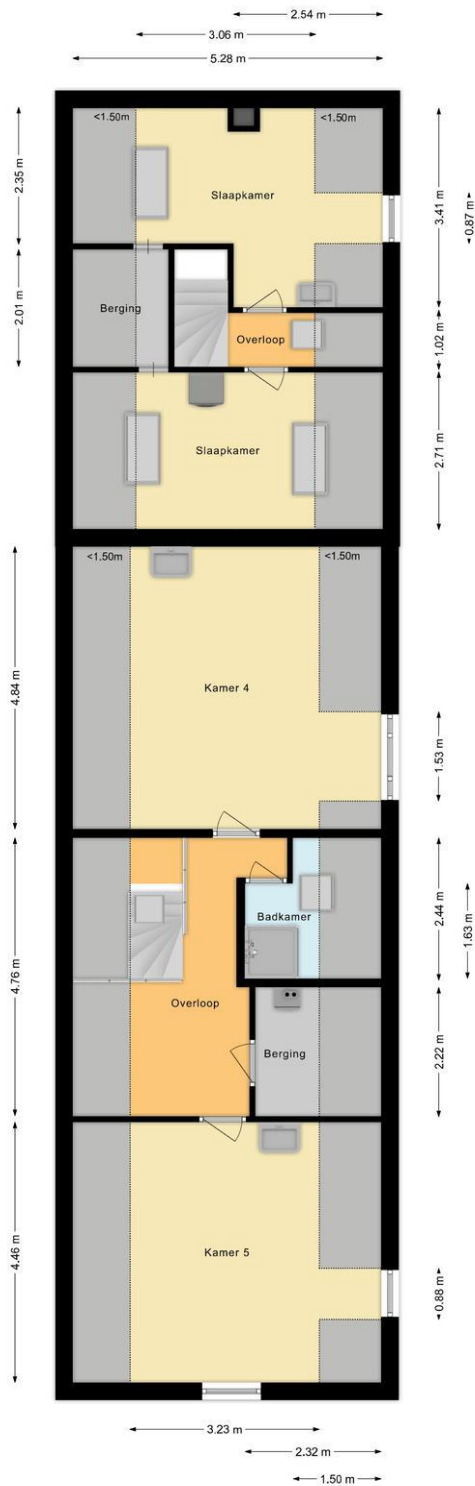 2.54 m
3.06 m
5.28 m
<1.50m
<1.50m
2.35 m
Slaapkamer
3.41 m
0.87 m
2.01 m
Berging
Overloop
1.02 m
Slaapkamer
2.71 m
<1.50m
<1.50m
4.84 m
Kamer 4
1.53 m
4.76 m
2.44 m
Badkamer
1.63 m
Overloop
Berging
2.22 m
4.46 m
Kamer 5
0.88 m
3.23 m
2.32 m
1.50 m